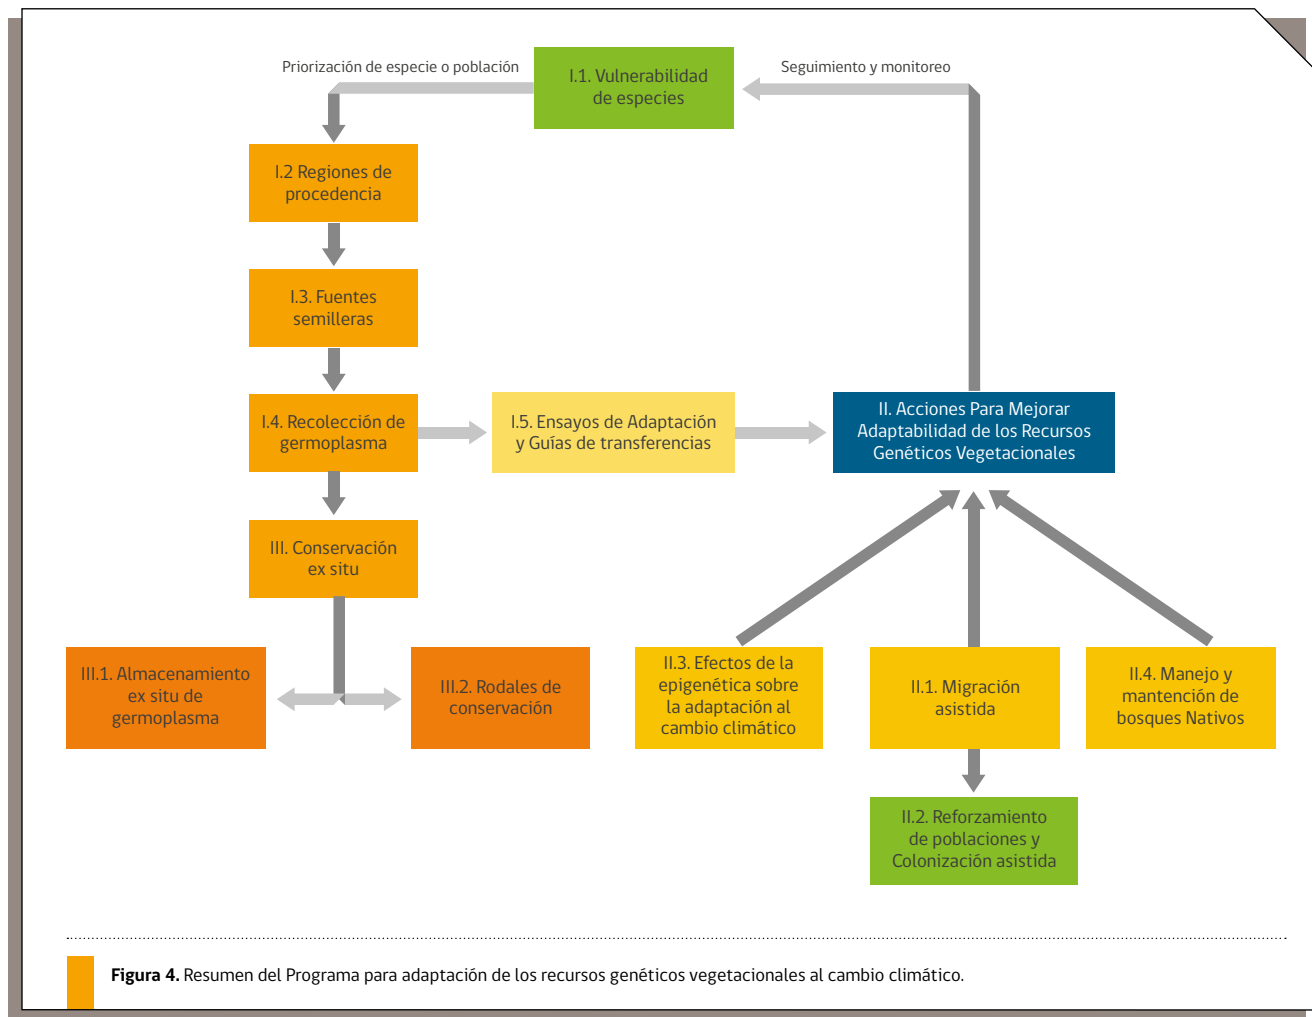 Priorización de especie o población
I.1. Vulnerabilidad
de especies
Seguimiento y monitoreo
I.2 Regiones de
procedencia
I.3. Fuentes
semilleras
I.4. Recolección de
germoplasma
I.5. Ensayos de Adaptación
y Guías de transferencias
II. Acciones Para Mejorar
Adaptabilidad de los Recursos
Genéticos Vegetacionales
III. Conservación
ex situ
III.1. Almacenamiento
ex situ de
germoplasma
III.2. Rodales de
conservación
II.3. Efectos de la
epigenética sobre
la adaptación al
cambio climático
II.1. Migración
asistida
II.4. Manejo y
mantención de
bosques Nativos
II.2. Reforzamiento
de poblaciones y
Colonización asistida
Figura 4. Resumen del Programa para adaptación de los recursos genéticos vegetacionales al cambio climático.